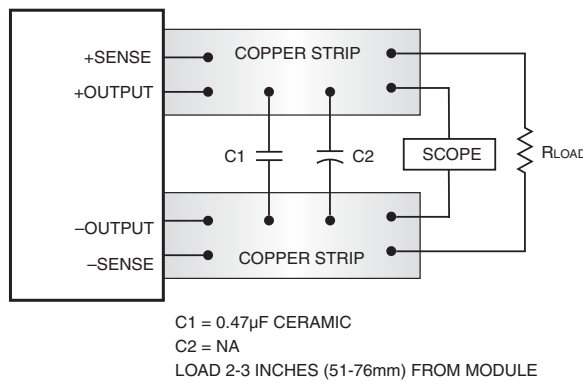 +SENSE
COPPER STRIP
+OUTPUT
C1
C2
SCOPE
RLOAD
–OUTPUT
–SENSE
COPPER STRIP
C1 = 0.47µF CERAMIC
C2 = NA
LOAD 2-3 INCHES (51-76mm) FROM MODULE